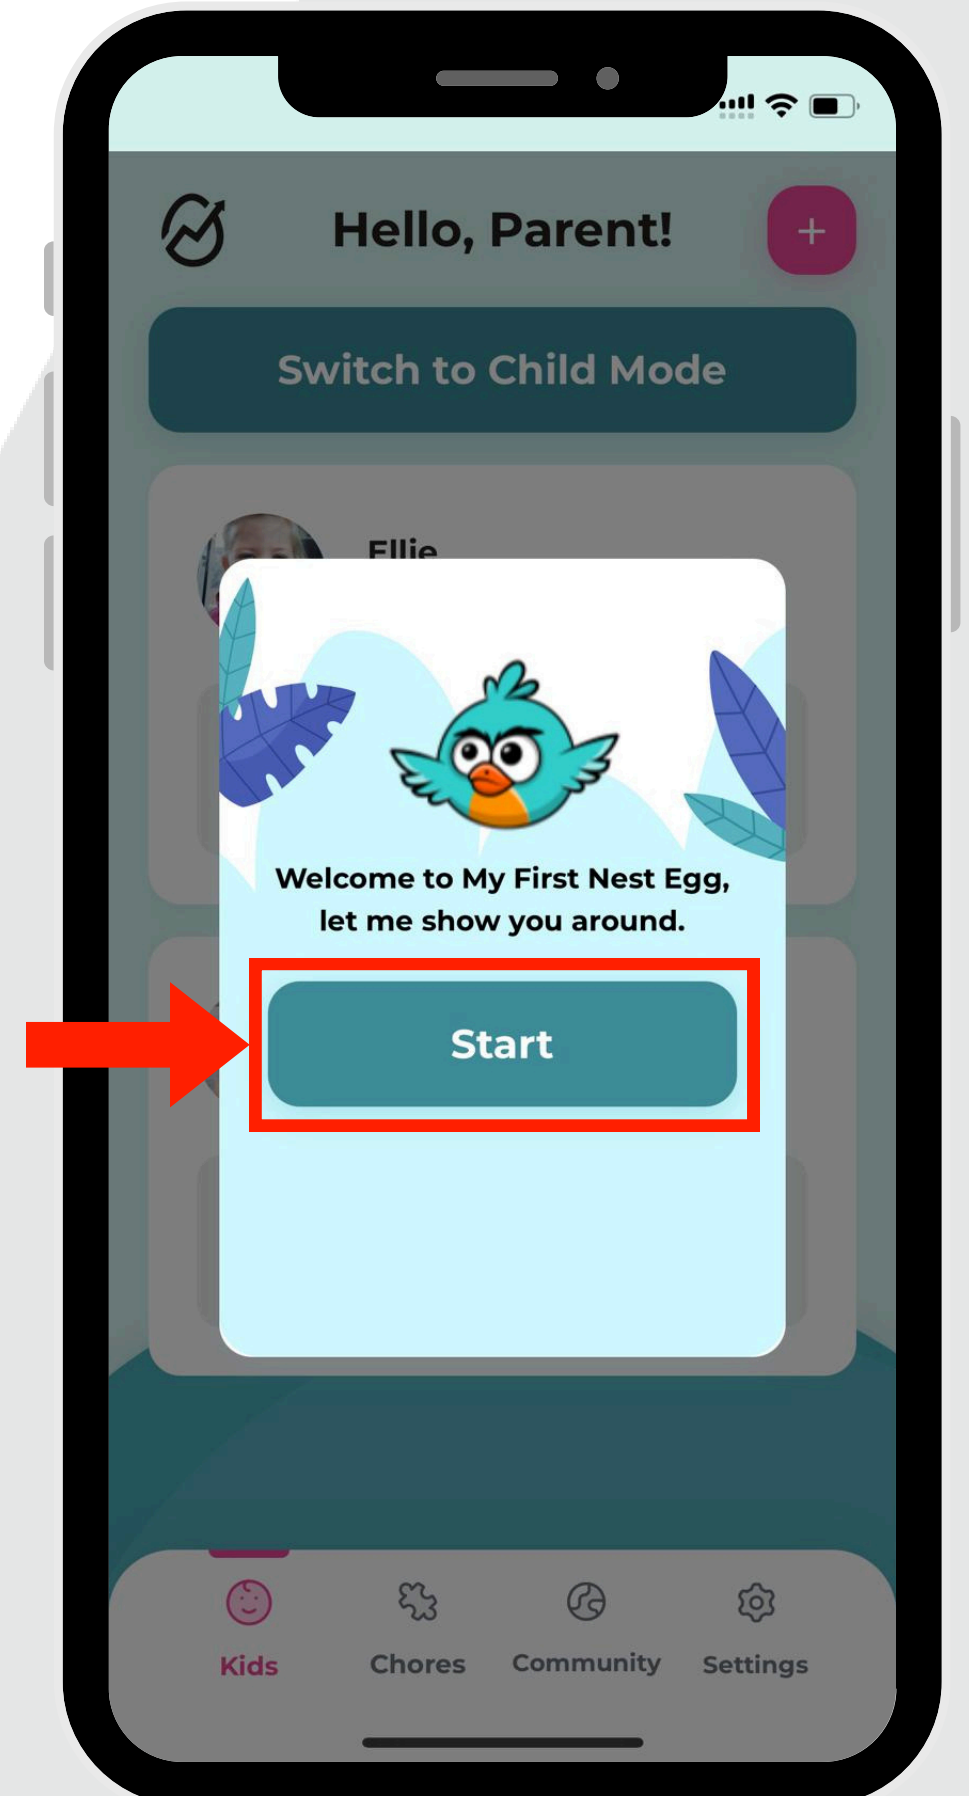 Hello, Parent!
+
Switch to Child Mode
Ellie
Welcome to My First Nest Egg,
let me show you around.
Start
Kids Chores Community Settings